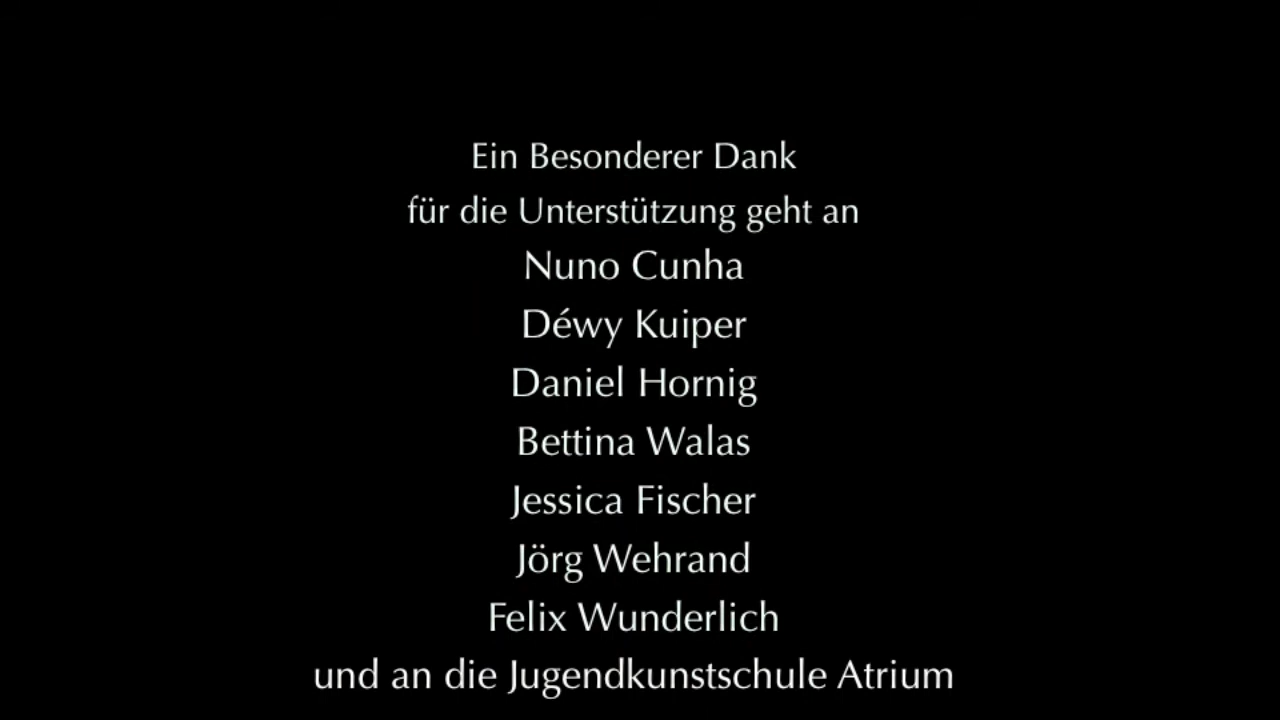 Ein Besonderer Dank
für die Unterstützung geht an
Nuno Cunha
Déwy Kuiper
Daniel Hornig
Bettina Walas
Jessica Fischer
Jörg Wehrand
Felix Wunderlich
und an die Jugendkunstschule Atrium